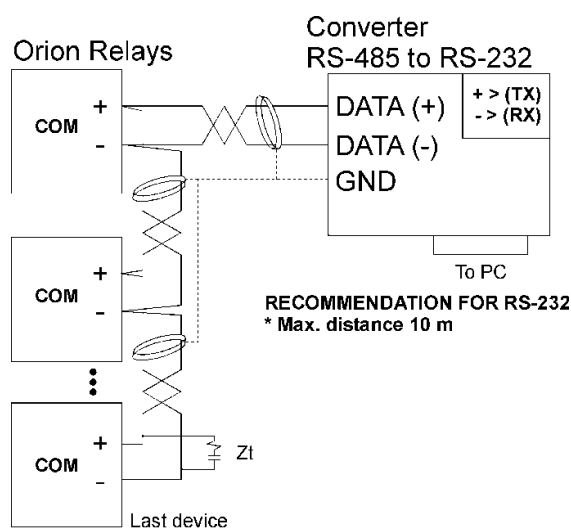 Orion Relays
Converter
RS-485 to RS-232
COM
+
-
DATA (+)
DATA (-)
GND
+ > (TX)
- > (RX)
To PC
RECOMMENDATION FOR RS-232
* Max. distance 10 m
COM
+
-
COM
+
-
Zt
Last device